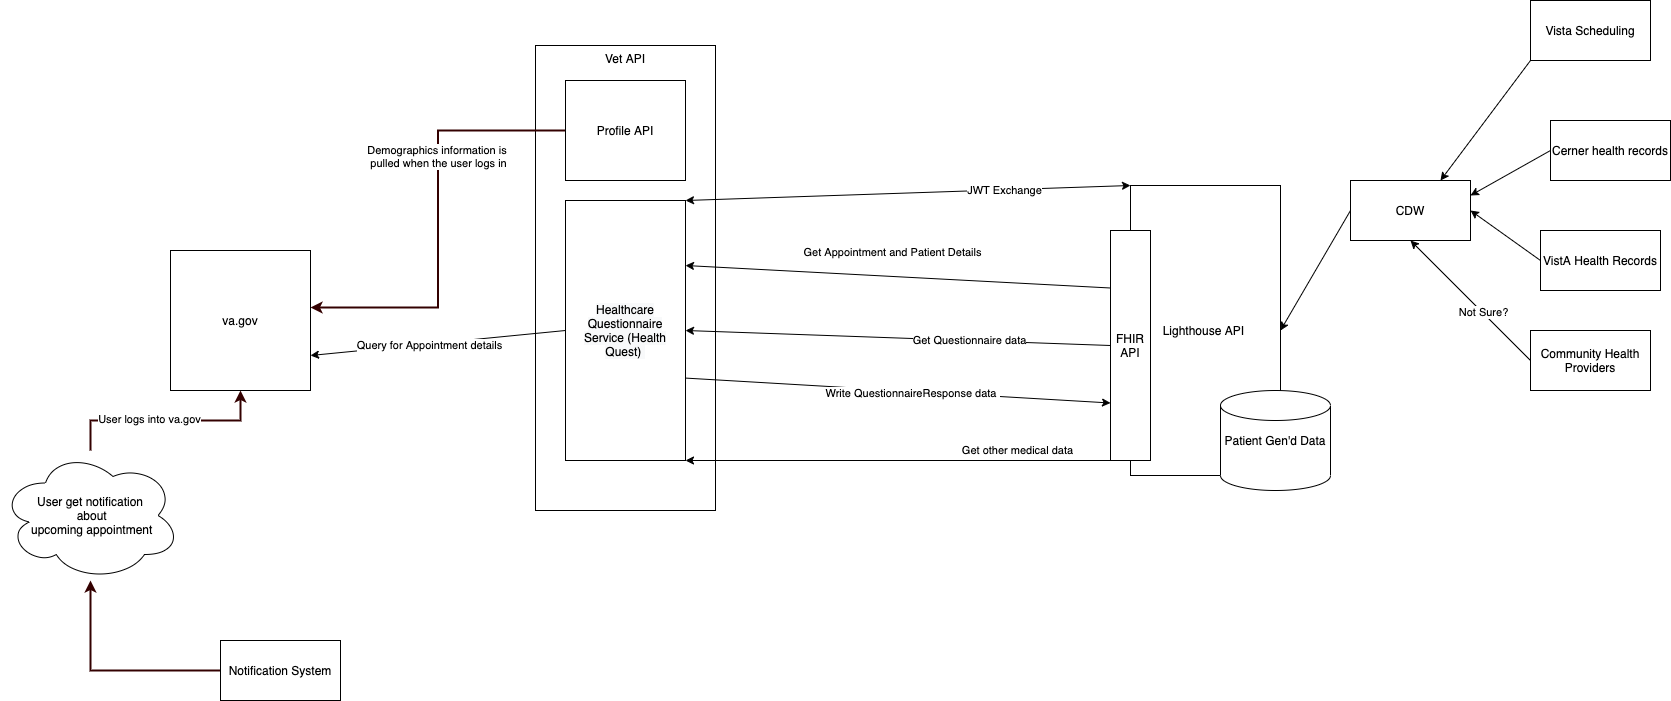 Vista Scheduling
Vet API
Profile API
Demographics information is
pulled when the user logs in
Cerner health records
JWT Exchange
CDW
Get Appointment and Patient Details
VistA Health Records
Not Sure?
va.gov
Healthcare
Questionnaire
Service (Health
Quest)
Query for Appointment details
Get Questionnaire data
FHIR
API
Lighthouse API
Community Health
Providers
Write QuestionnaireResponse data
User logs into va.gov
Get other medical data
Patient Gen'd Data
User get notification
about
upcoming appointment
Notification System